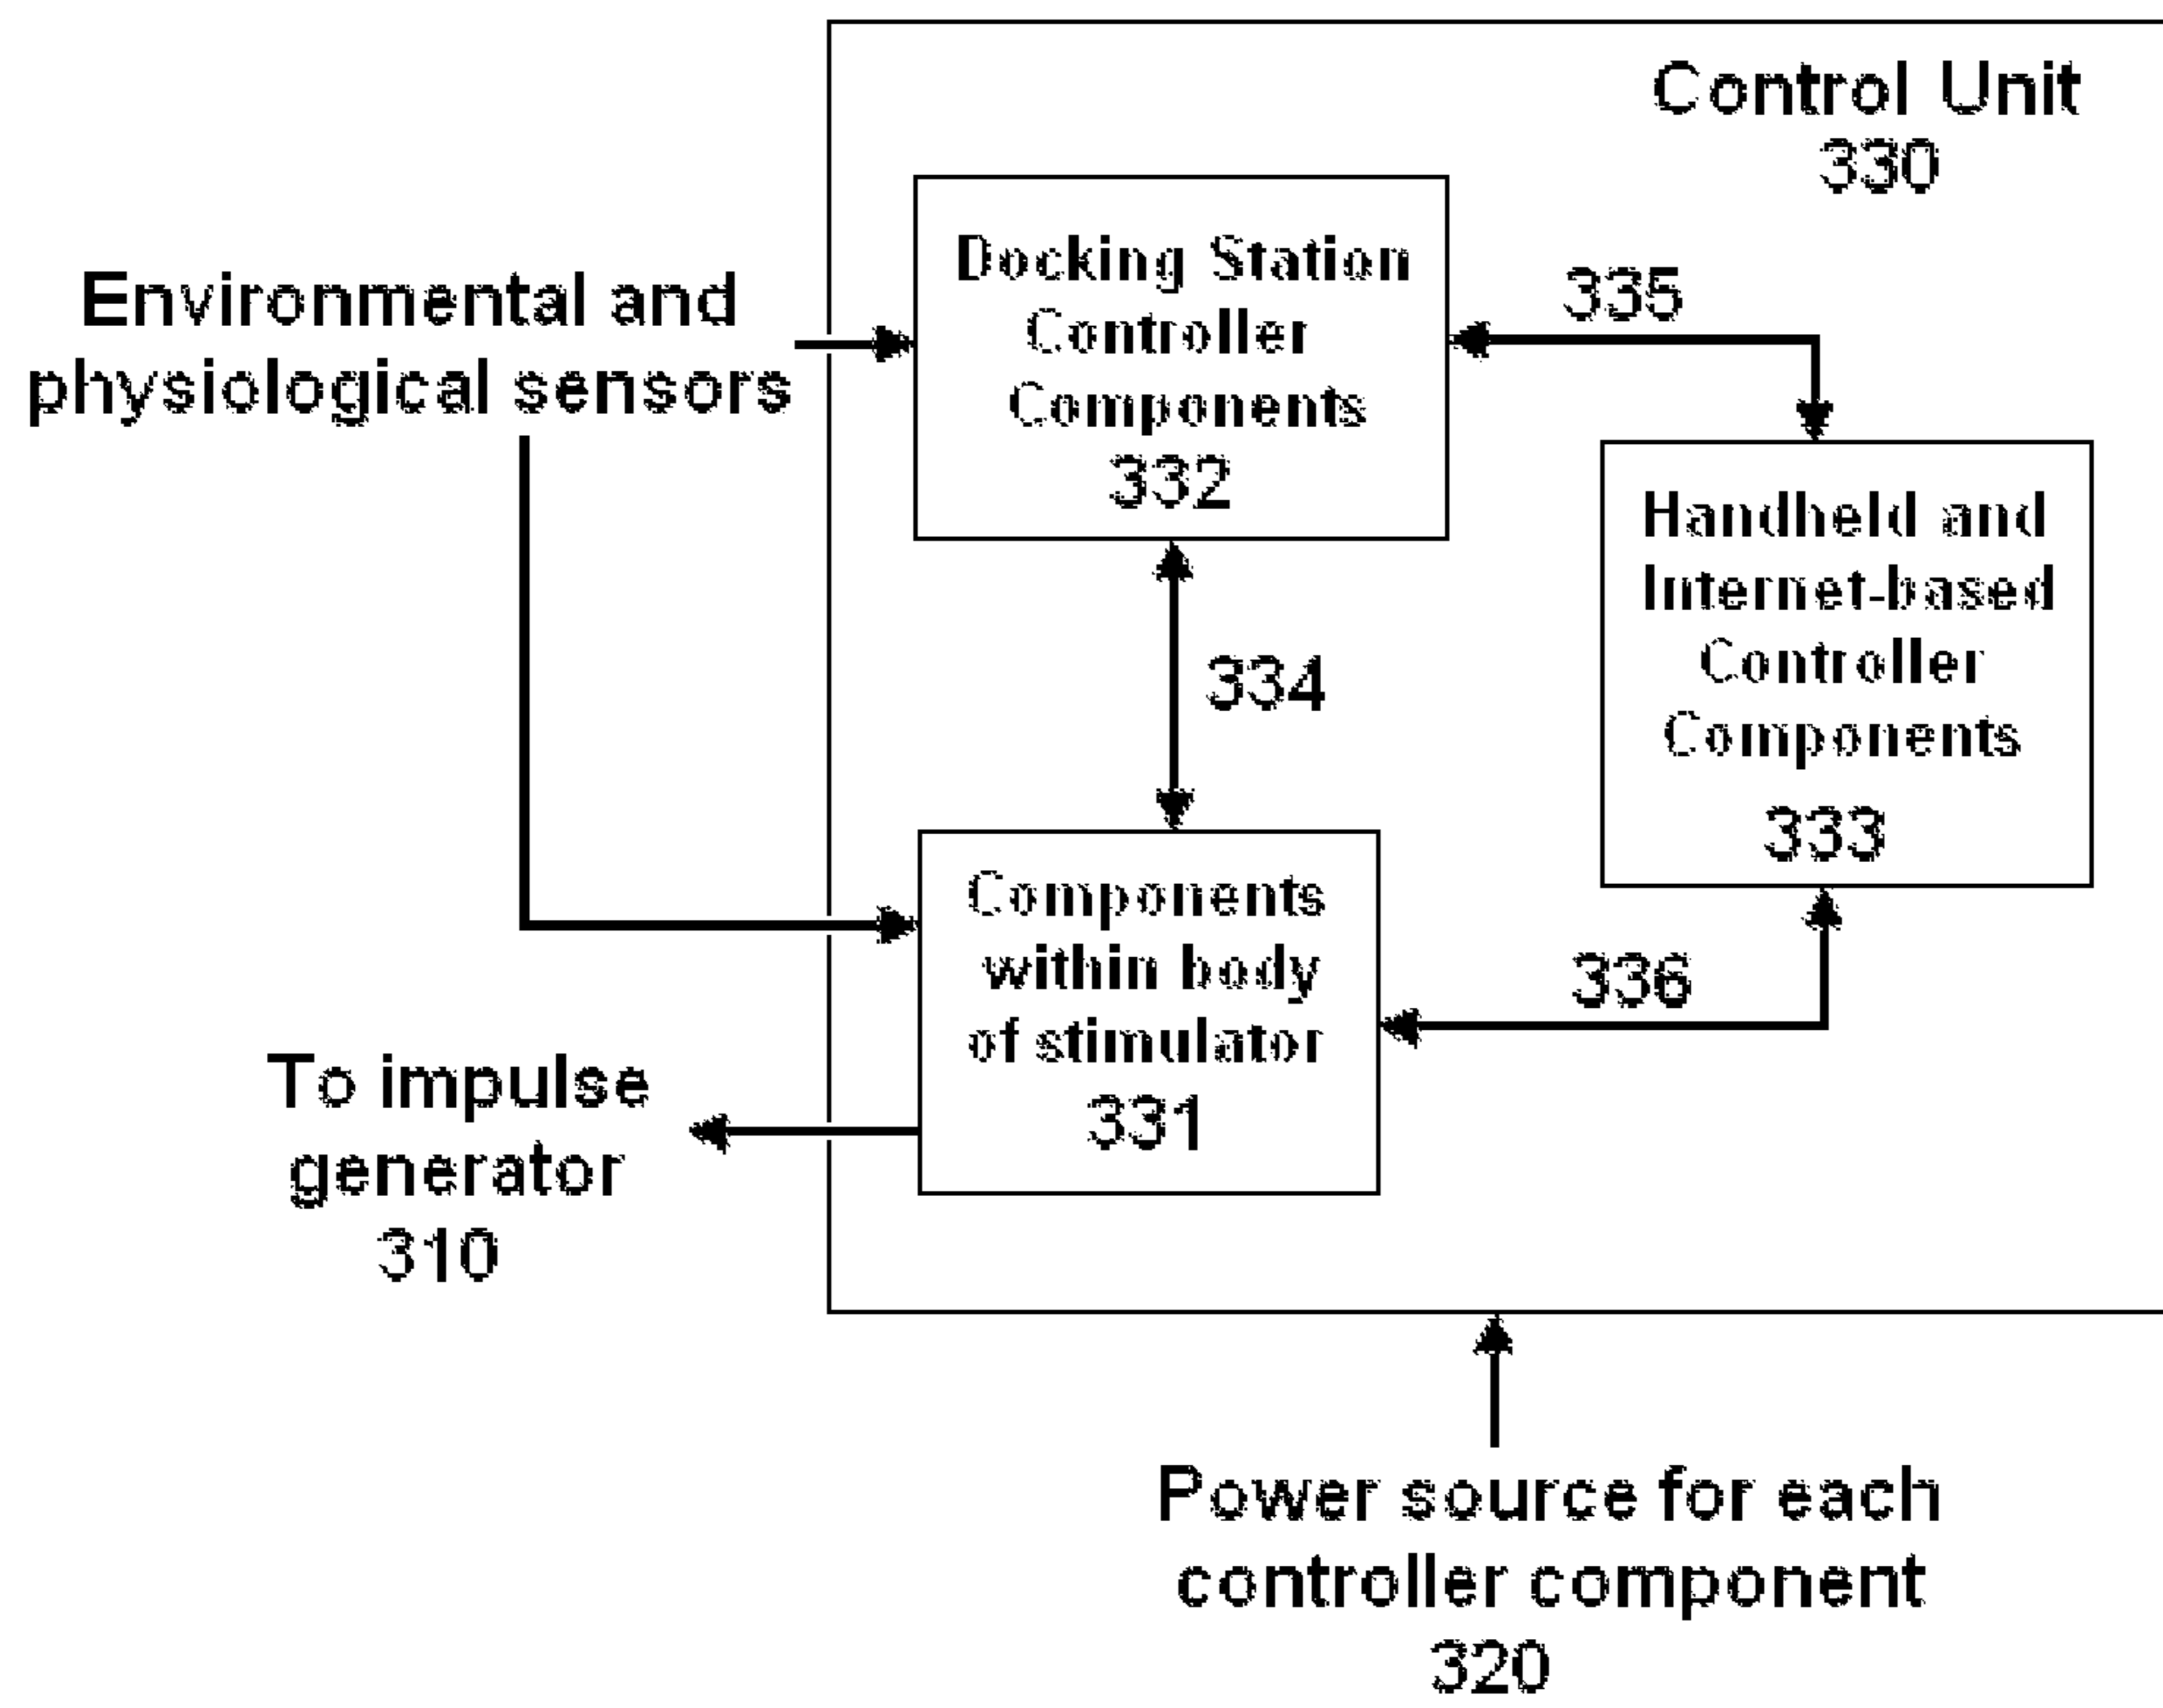 Control Unit
330
Docking Station
Controller
Components
332
335
Environmental and
physiological sensors
Handheld and
Internet-based
Controller
Components
333
334
Components
within body
of stimulator
331
336
To impulse
generator
310
Power source for each
controller component
320